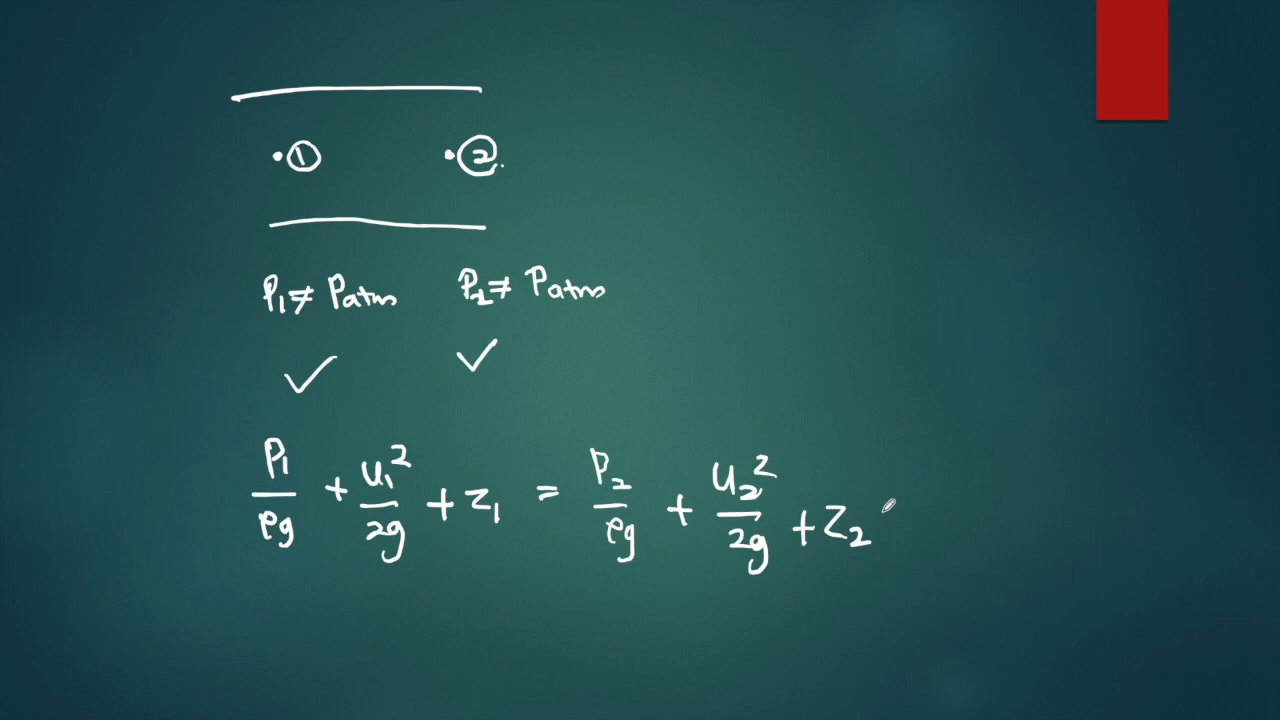 1 2
P₁ ≠ Patm P₂ ≠ Patm
✓ ✓
P₁/ρg + u₁²/2g + z₁ = P₂/ρg + u₂²/2g + z₂